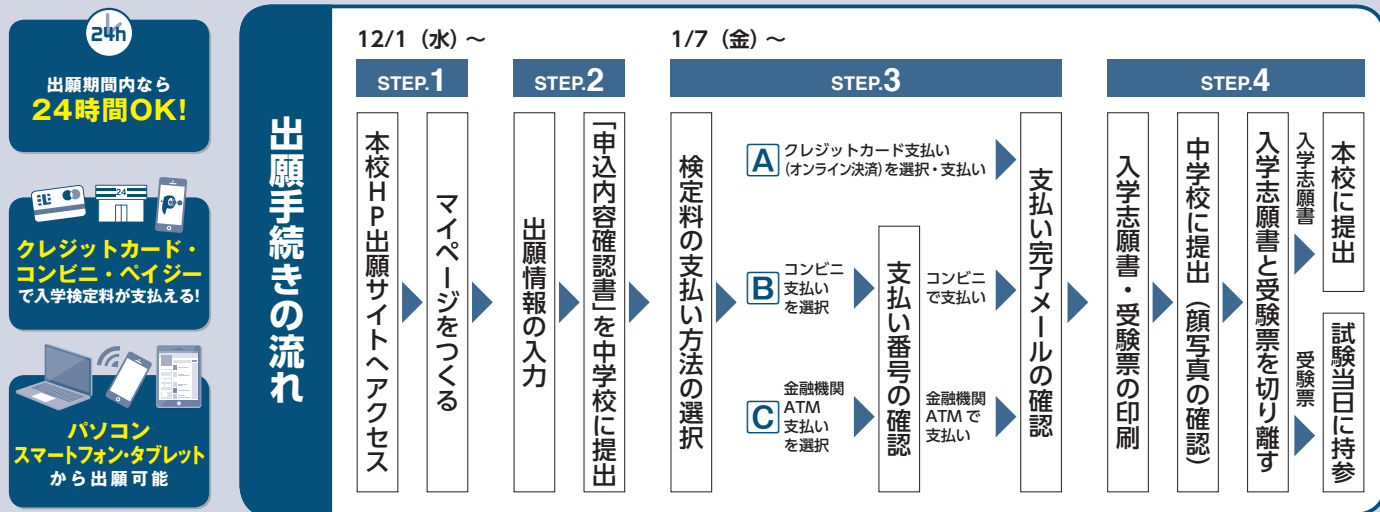 24h
出願期間内なら
24時間OK!
24
クレジットカード・
コンビニ・ペイジー
で入学検定料が支払える!
パソコン
スマートフォン・タブレット
から出願可能
出願手続きの流れ
12/1（水）～
STEP.1
本校HP出願サイトへアクセス
マイページをつくる
STEP.2
出願情報の入力
「申込内容確認書」を中学校に提出
1/7（金）～
STEP.3
検定料の支払い方法の選択
A
クレジットカード支払い
(オンライン決済)を選択・支払い
B
コンビニ
支払い
を選択
C
金融機関
ATM
支払い
を選択
支払い番号の確認
コンビニ
で支払い
金融機関
ATMで
支払い
支払い完了メールの確認
STEP.4
入学志願書・受験票の印刷
中学校に提出（顔写真の確認）
入学志願書と受験票を切り離す
入学志願書
本校に提出
受験票
試験当日に持参